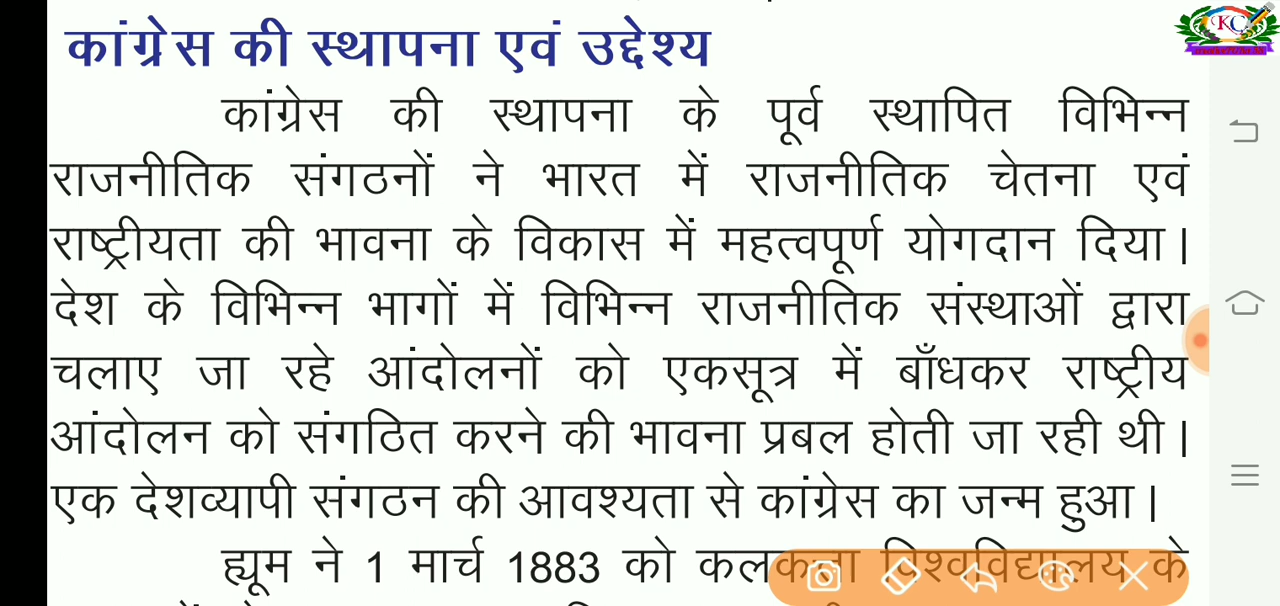 कांग्रेस की स्थापना एवं उद्देश्य
KC
कांग्रेस की स्थापना के पूर्व स्थापित विभिन्न
राजनीतिक संगठनों ने भारत में राजनीतिक चेतना एवं
राष्ट्रीयता की भावना के विकास में महत्वपूर्ण योगदान दिया।
देश के विभिन्न भागों में विभिन्न राजनीतिक संस्थाओं द्वारा
चलाए जा रहे आंदोलनों को एकसूत्र में बाँधकर राष्ट्रीय
आंदोलन को संगठित करने की भावना प्रबल होती जा रही थी।
एक देशव्यापी संगठन की आवश्यता से कांग्रेस का जन्म हुआ।
ह्यूम ने 1 मार्च 1883 को कलकत्ता विश्वविद्यालय के